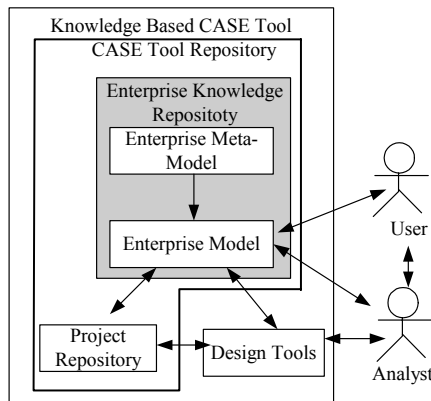 Knowledge Based CASE Tool
CASE Tool Repository
Enterprise Knowledge
Repositoty
Enterprise Meta-
Model
Enterprise Model
User
Project
Repository
Design Tools
Analyst